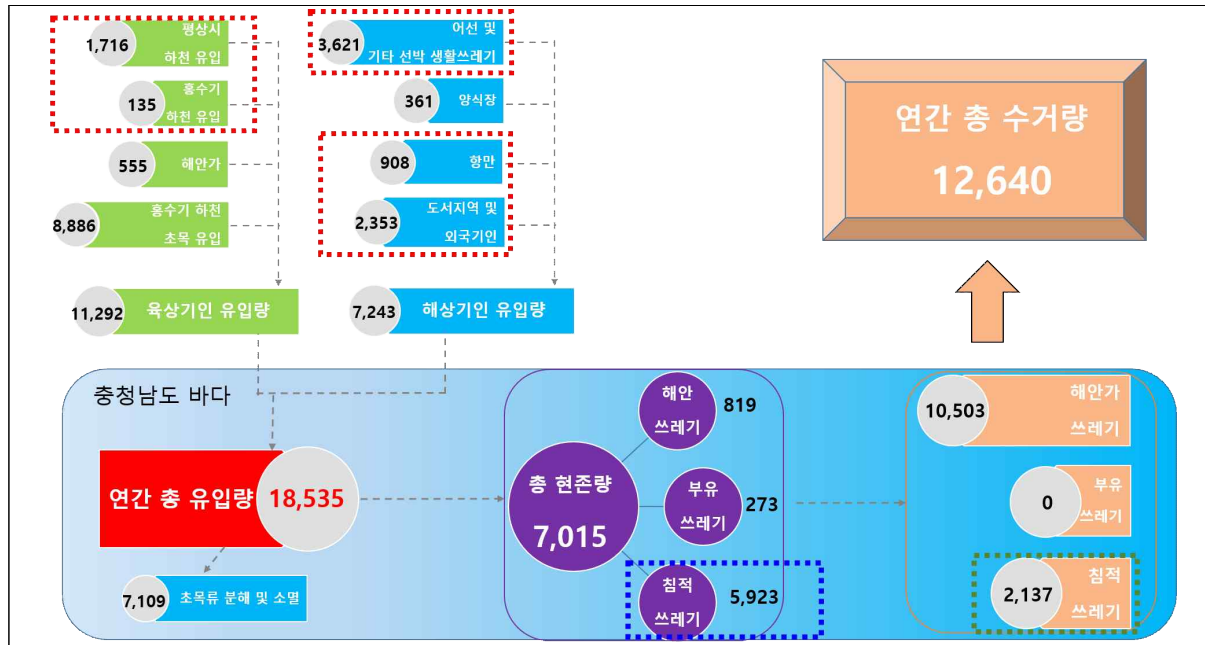 1,716
평상시
하천 유입
135
홍수기
하천 유입
555
해안가
8,886
홍수기 하천
초목 유입
11,292
육상기인 유입량
3,621
어선 및
기타 선박 생활쓰레기
361
양식장
908
항만
2,353
도서지역 및
외국기인
7,243
해상기인 유입량
연간 총 수거량
12,640
충청남도 바다
연간 총 유입량
18,535
7,109
초목류 분해 및 소멸
총 현존량
7,015
해안
쓰레기
819
부유
쓰레기
273
침적
쓰레기
5,923
10,503
해안가
쓰레기
0
부유
쓰레기
2,137
침적
쓰레기